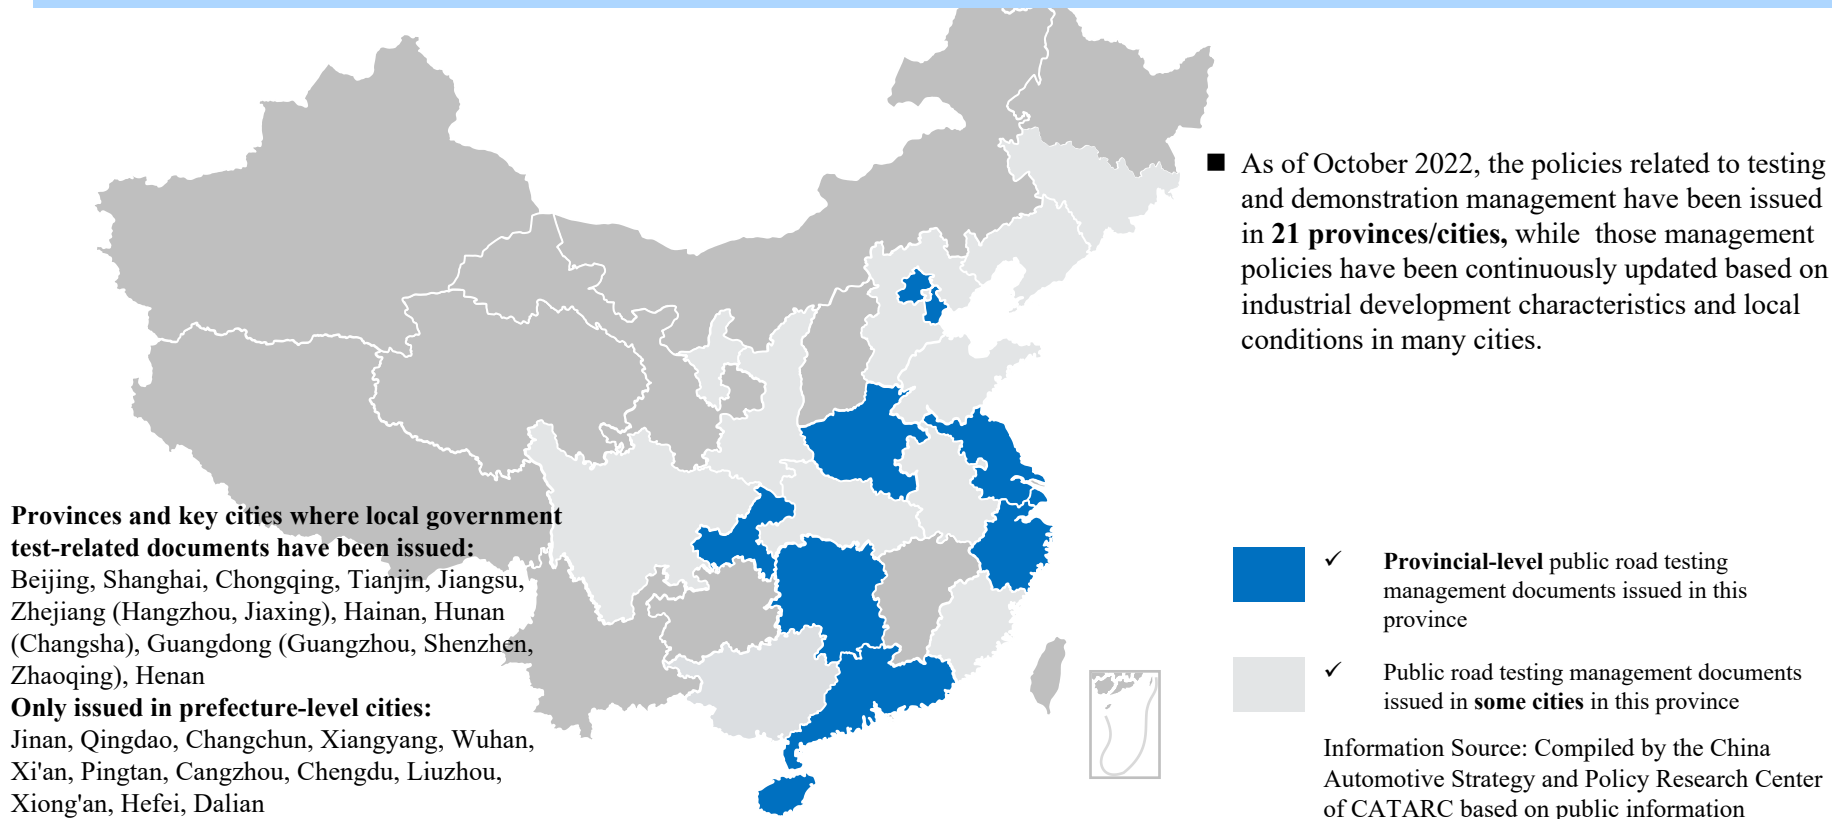 ■ As of October 2022, the policies related to testing
and demonstration management have been issued
in 21 provinces/cities, while those management
policies have been continuously updated based on
industrial development characteristics and local
conditions in many cities.
Provinces and key cities where local government
test-related documents have been issued:
Beijing, Shanghai, Chongqing, Tianjin, Jiangsu,
Zhejiang (Hangzhou, Jiaxing), Hainan, Hunan
(Changsha), Guangdong (Guangzhou, Shenzhen,
Zhaoqing), Henan
Only issued in prefecture-level cities:
Jinan, Qingdao, Changchun, Xiangyang, Wuhan,
Xi'an, Pingtan, Cangzhou, Chengdu, Liuzhou,
Xiong'an, Hefei, Dalian
✓ Provincial-level public road testing
management documents issued in this
province
✓ Public road testing management documents
issued in some cities in this province
Information Source: Compiled by the China
Automotive Strategy and Policy Research Center
of CATARC based on public information